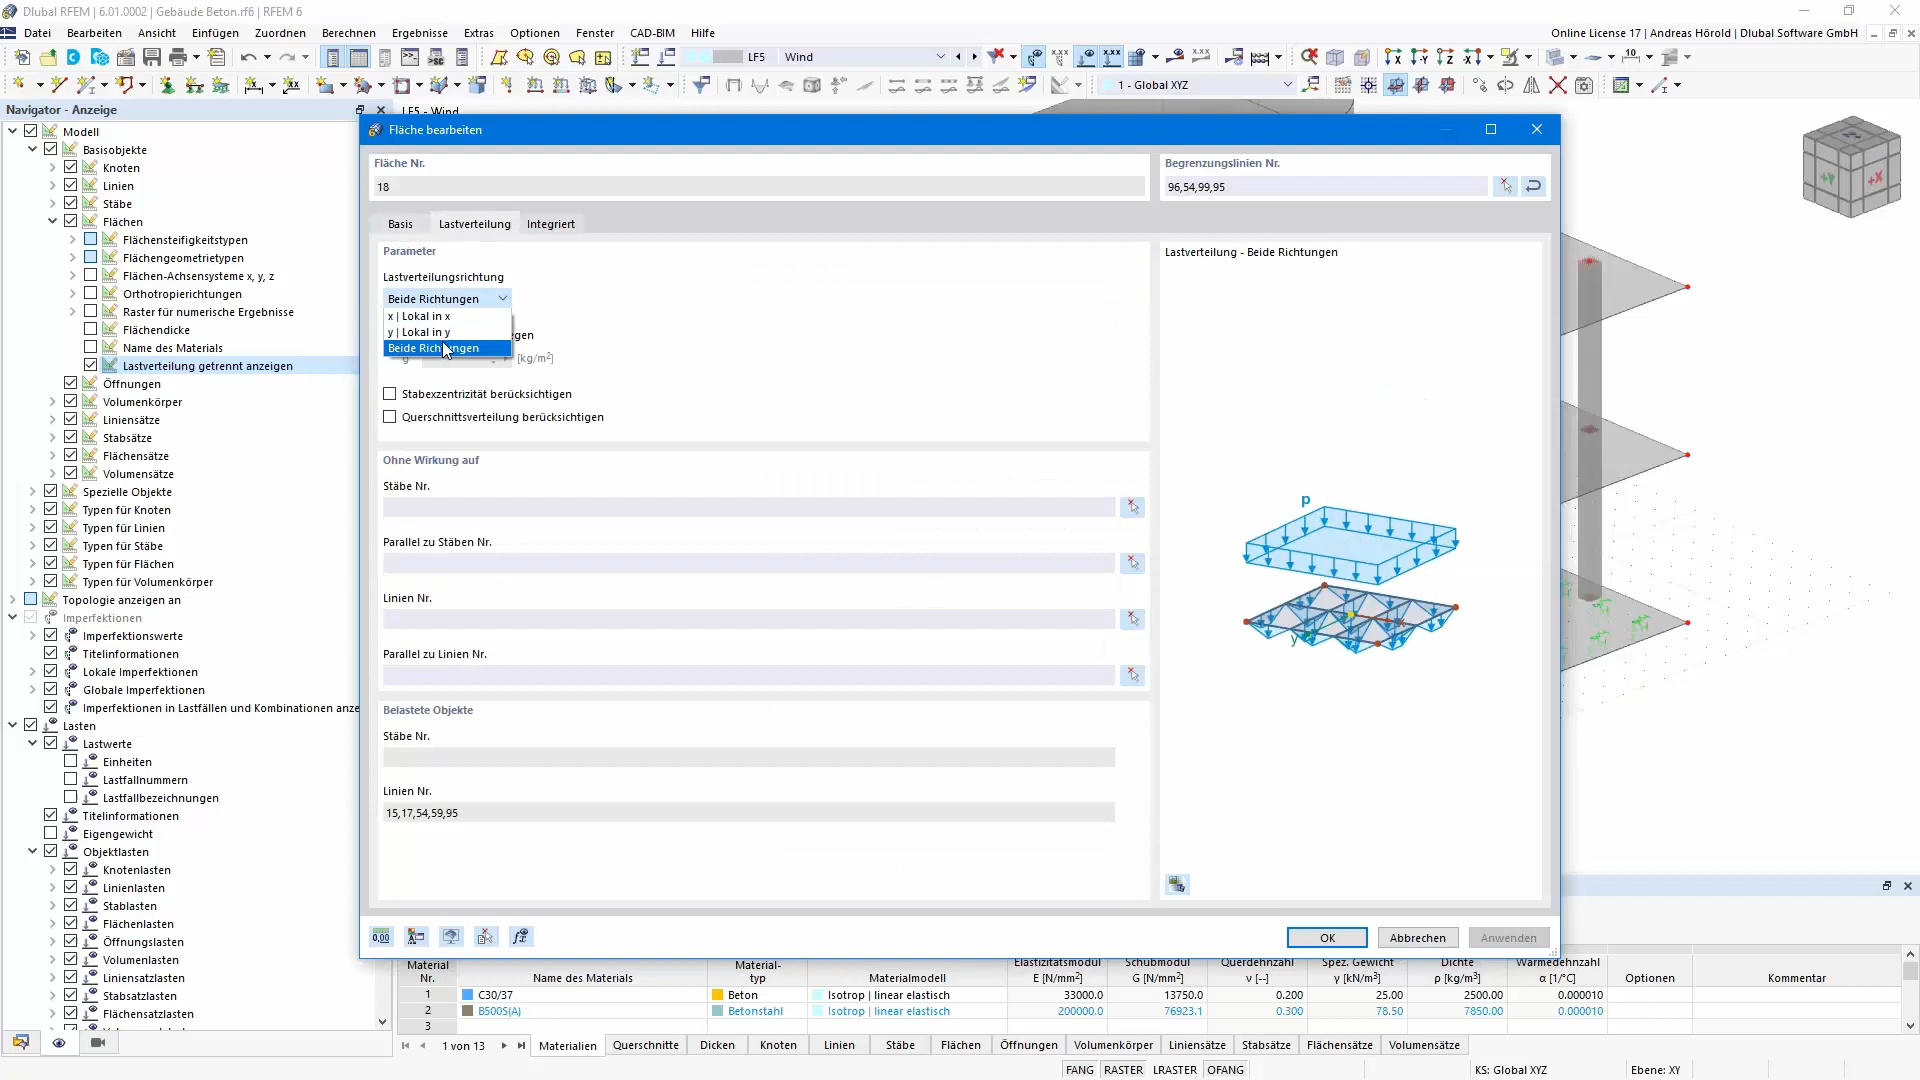 Dlubal RFEM | 6.01.0002 | Gebäude Beton.rf6 | RFEM 6
Datei Bearbeiten Ansicht Einfügen Zuordnen Berechnen Ergebnisse Extras Optionen Fenster CAD-BIM Hilfe
Online License 17 | Andreas Hörold | Dlubal Software GmbH
LF5 Wind
1 - Global XYZ
Navigator - Anzeige
LF5 - Wind
Modell
Basisobjekte
Knoten
Linien
Stäbe
Flächen
Flächensteifigkeitstypen
Flächengeometrietypen
Flächen-Achsensysteme x, y, z
Orthotropierichtungen
Raster für numerische Ergebnisse
Flächendicke
Name des Materials
Lastverteilung getrennt anzeigen
Öffnungen
Volumenkörper
Liniensätze
Stabsätze
Flächensätze
Volumensätze
Spezielle Objekte
Typen für Knoten
Typen für Linien
Typen für Stäbe
Typen für Flächen
Typen für Volumenkörper
Topologie anzeigen an
Imperfektionen
Imperfektionswerte
Titelinformationen
Lokale Imperfektionen
Globale Imperfektionen
Imperfektionen in Lastfällen und Kombinationen anze
Lasten
Lastwerte
Einheiten
Lastfallnummern
Lastfallbezeichnungen
Titelinformationen
Eigengewicht
Objektlasten
Knotenlasten
Linienlasten
Stablasten
Flächenlasten
Öffnungslasten
Volumenlasten
Liniensatzlasten
Stabsatzlasten
Flächensatzlasten
Fläche bearbeiten
Fläche Nr.
18
Begrenzungslinien Nr.
96,54,99,95
Basis Lastverteilung Integriert
Parameter
Lastverteilungsrichtung
Beide Richtungen
x | Lokal in x
y | Lokal in y
Beide Richtungen
egen
g [kg/m²]
Stabexzentrizität berücksichtigen
Querschnittsverteilung berücksichtigen
Ohne Wirkung auf
Stäbe Nr.
Parallel zu Stäben Nr.
Linien Nr.
Parallel zu Linien Nr.
Belastete Objekte
Stäbe Nr.
Linien Nr.
15,17,54,59,95
Lastverteilung - Beide Richtungen
p
x
y
OK Abbrechen Anwenden
+Y +X
Material Nr. Name des Materials Material-typ Materialmodell Elastizitätsmodul E [N/mm²] Schubmodul G [N/mm²] Querdehnzahl ν [--] Spez. Gewicht γ [kN/m³] Dichte ρ [kg/m³] Wärmedehnzahl α [1/°C] Optionen Kommentar
1 C30/37 Beton Isotrop | linear elastisch 33000.0 13750.0 0.200 25.00 2500.00 0.000010
2 B500S(A) Betonstahl Isotrop | linear elastisch 200000.0 76923.1 0.300 78.50 7850.00 0.000010
3
1 von 13 Materialien Querschnitte Dicken Knoten Linien Stäbe Flächen Öffnungen Volumenkörper Liniensätze Stabsätze Flächensätze Volumensätze
FANG RASTER LRASTER OFANG KS: Global XYZ Ebene: XY